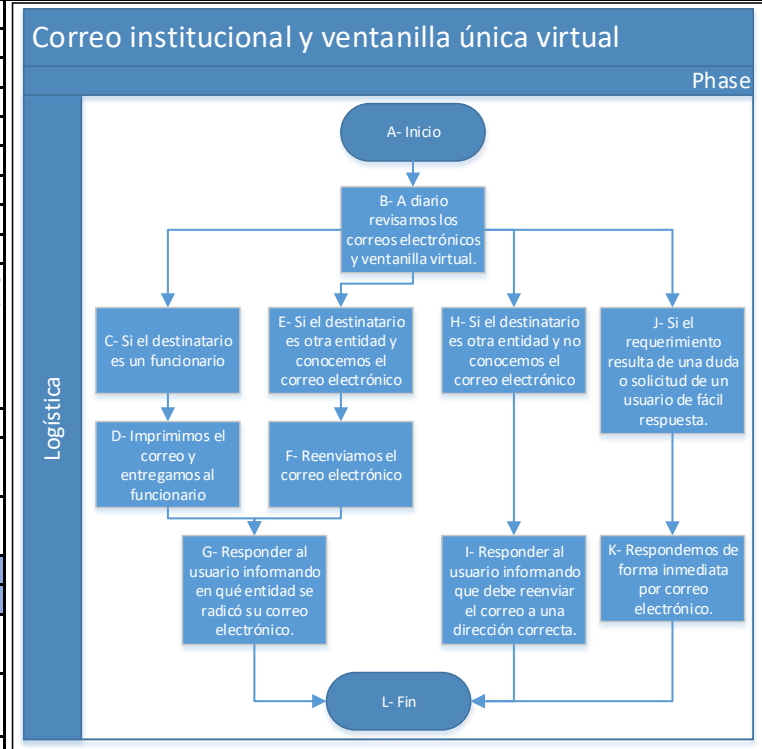 Correo institucional y ventanilla única virtual
Phase
Logística
A- Inicio
B- A diario
revisamos los
correos electrónicos
y ventanilla virtual.
C- Si el destinatario
es un funcionario
E- Si el destinatario
es otra entidad y
conocemos el
correo electrónico
H- Si el destinatario
es otra entidad y no
conocemos el
correo electrónico
J- Si el
requerimiento
resulta de una duda
o solicitud de un
usuario de fácil
respuesta.
D- Imprimimos el
correo y
entregamos al
funcionario
F- Reenviamos el
correo electrónico
G- Responder al
usuario informando
en qué entidad se
radicó su correo
electrónico.
I- Responder al
usuario informando
que debe reenviar
el correo a una
dirección correcta.
K- Respondemos de
forma inmediata
por correo
electrónico.
L- Fin